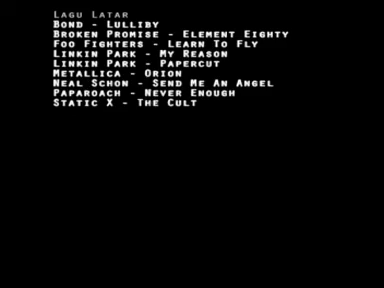 Lagu Latar
Bond - Lulliby
Broken Promise - Element Eighty
Foo Fighters - Learn To Fly
Linkin Park - My Reason
Linkin Park - Papercut
Metallica - Orion
Neal Schon - Send Me An Angel
Paparoach - Never Enough
Static X - The Cult